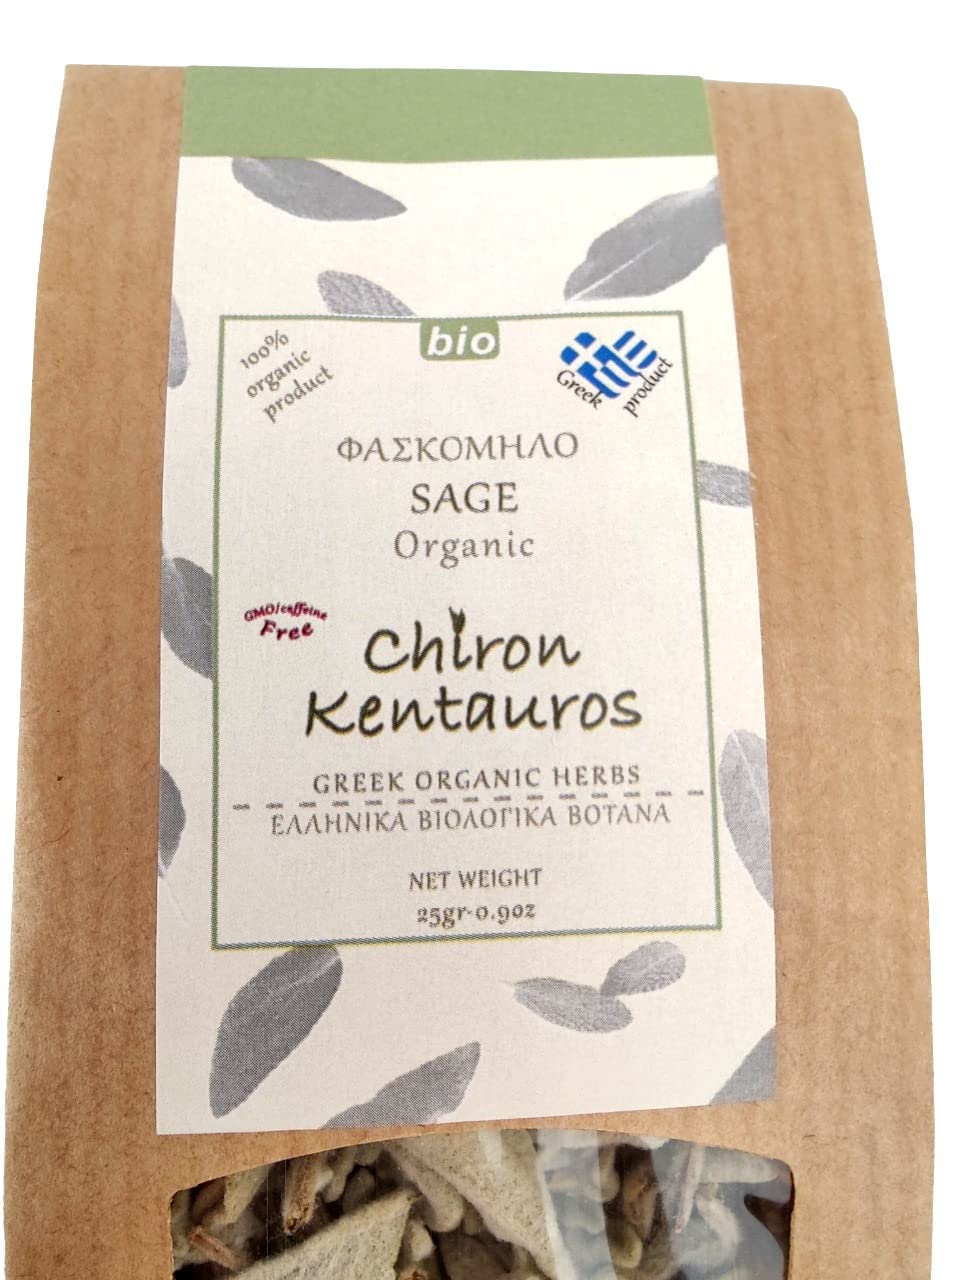 bio
100%
organic
product
Greek product
ΦΑΣΚΟΜΗΛΟ
SAGE
Organic
GMO/caffeine
Free
Chiron
Kentauros
GREEK ORGANIC HERBS
ΕΛΛΗΝΙΚΑ ΒΙΟΛΟΓΙΚΑ ΒΟΤΑΝΑ
NET WEIGHT
25gr-0.9oz